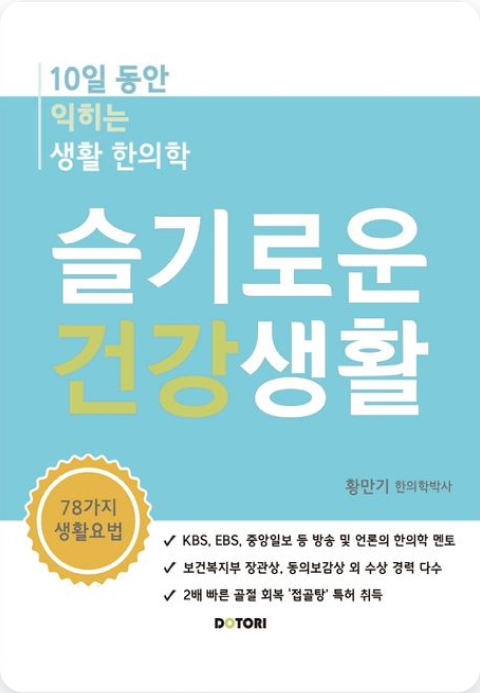 10일 동안
익히는
생활 한의학
슬기로운
건강생활
황만기 한의학박사
78가지
생활요법
✓ KBS, EBS, 중앙일보 등 방송 및 언론의 한의학 멘토
✓ 보건복지부 장관상, 동의보감상 외 수상 경력 다수
✓ 2배 빠른 골절 회복 '접골탕' 특허 취득
DOTORI